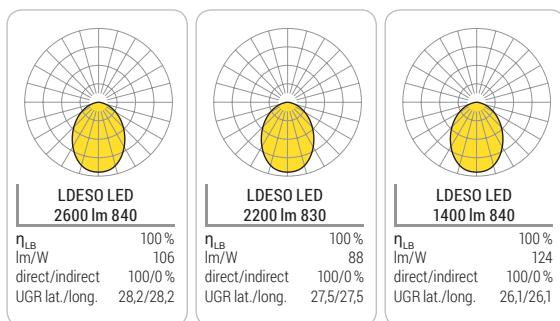 LDESO LED
2600 lm 840
ηLB 100 %
lm/W 106
direct/indirect 100/0 %
UGR lat./long. 28,2/28,2
LDESO LED
2200 lm 830
ηLB 100 %
lm/W 88
direct/indirect 100/0 %
UGR lat./long. 27,5/27,5
LDESO LED
1400 lm 840
ηLB 100 %
lm/W 124
direct/indirect 100/0 %
UGR lat./long. 26,1/26,1